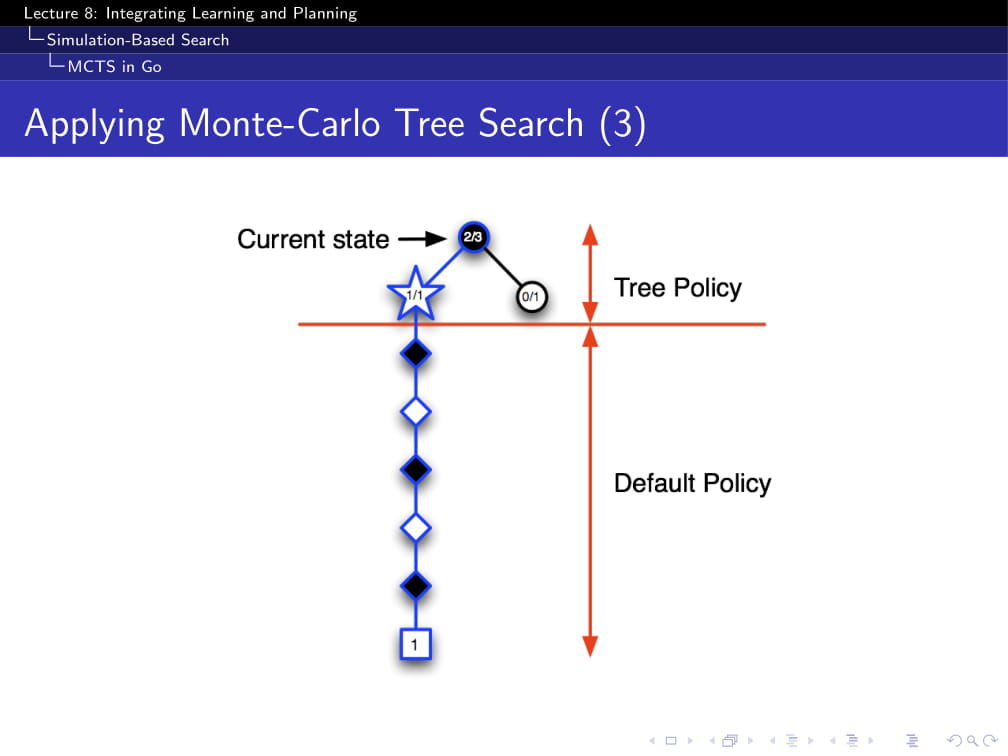 Lecture 8: Integrating Learning and Planning
Simulation-Based Search
MCTS in Go
Applying Monte-Carlo Tree Search (3)
Current state
2/3
1/1
0/1
Tree Policy
Default Policy
1